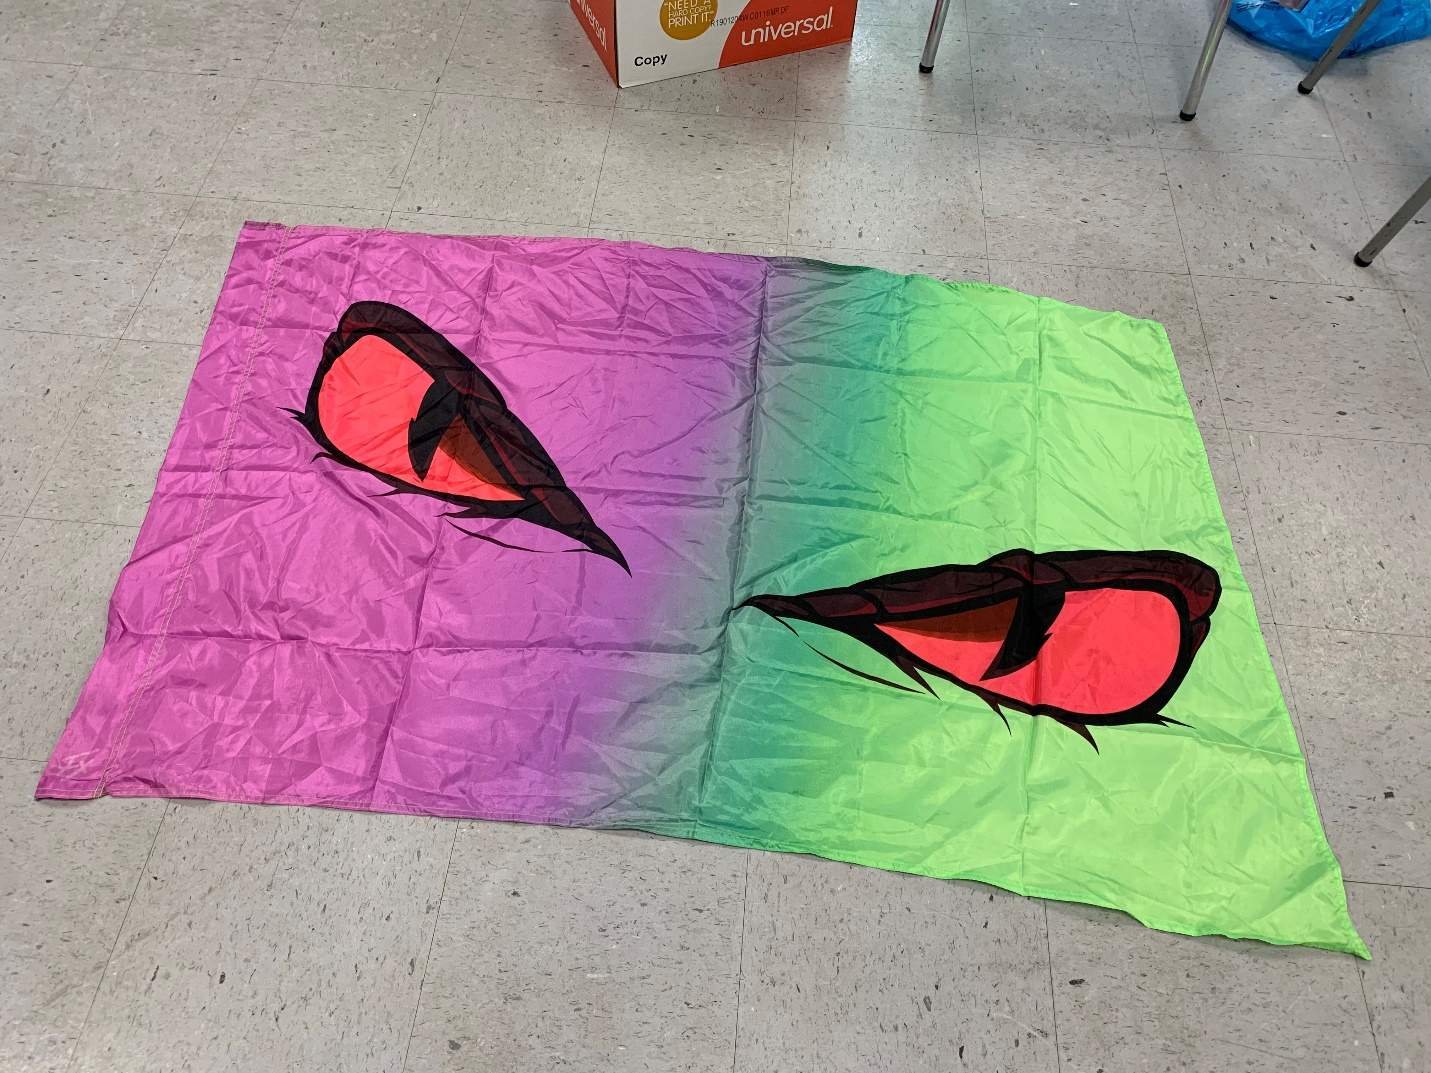 "NEED A
HARD COPY?
PRINT IT"
universal
universal
Copy